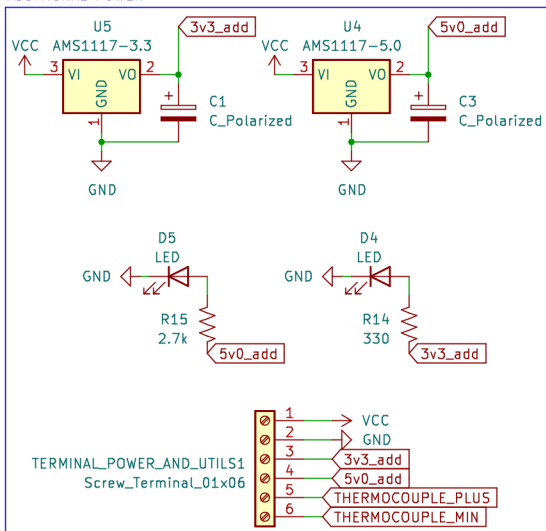 U5
AMS1117-3.3
VCC
3
VI
VO
2
GND
1
3v3_add
+
C1
C_Polarized
GND
U4
AMS1117-5.0
VCC
3
VI
VO
2
GND
1
5v0_add
+
C3
C_Polarized
GND
D5
LED
GND
R15
2.7k
5v0_add
D4
LED
GND
R14
330
3v3_add
TERMINAL_POWER_AND_UTILS1
Screw_Terminal_01x06
1 VCC
2 GND
3 3v3_add
4 5v0_add
5 THERMOCOUPLE_PLUS
6 THERMOCOUPLE_MIN